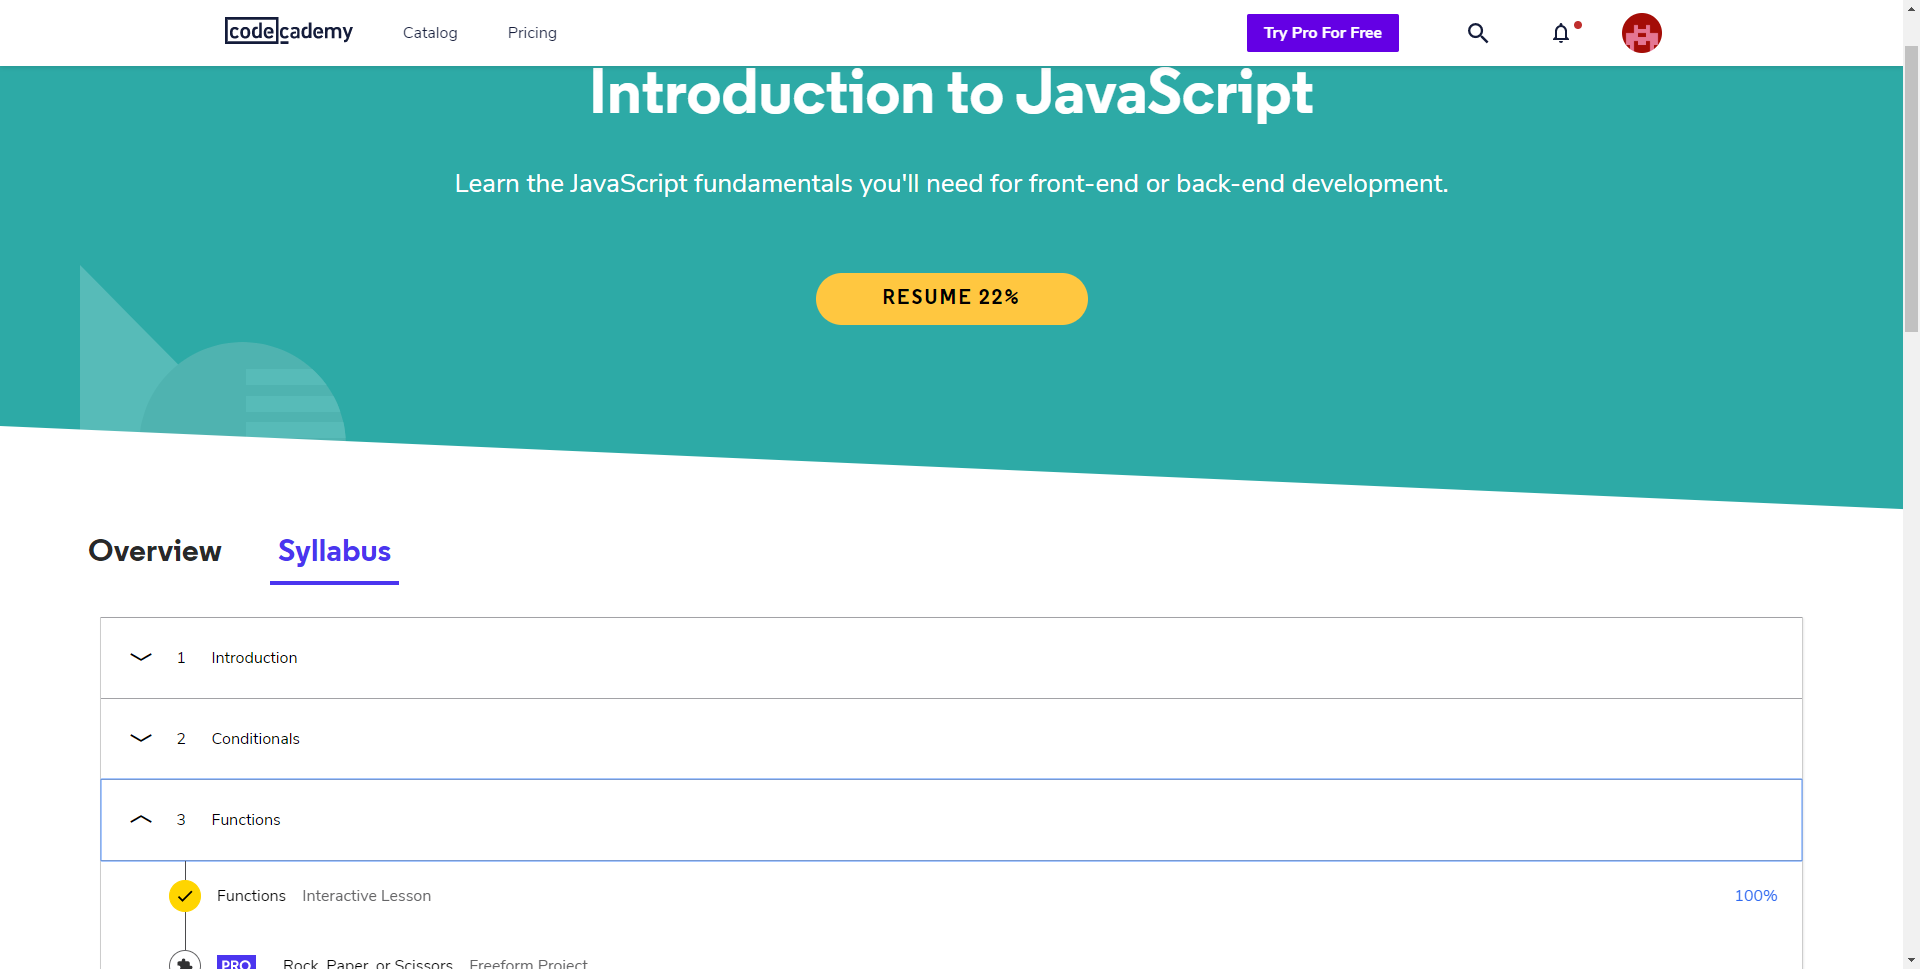 codecademy Catalog Pricing Try Pro For Free
Introduction to JavaScript
Learn the JavaScript fundamentals you'll need for front-end or back-end development.
RESUME 22%
Overview Syllabus
1 Introduction
2 Conditionals
3 Functions
Functions Interactive Lesson 100%
PRO Rock, Paper, or Scissors Freeform Project